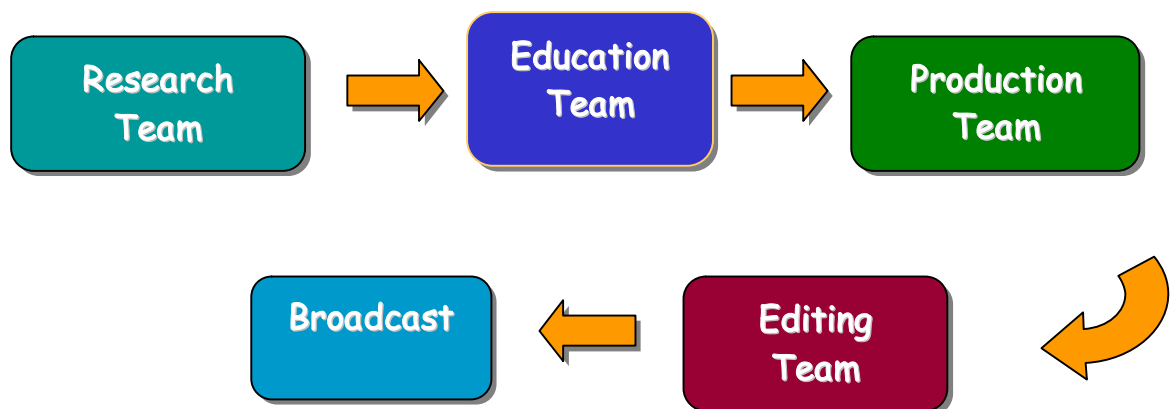 Research
Team
Education
Team
Production
Team
Broadcast
Editing
Team